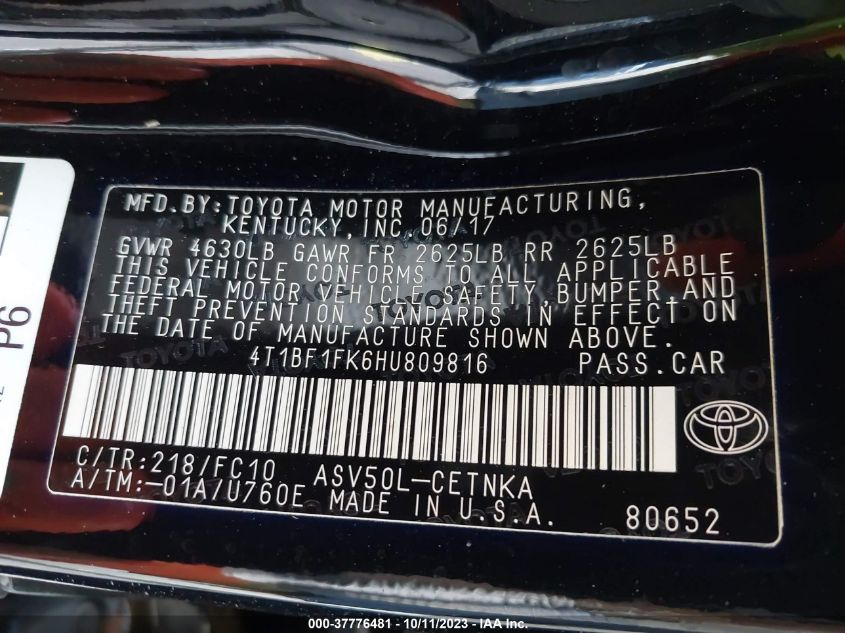 MFD.BY:TOYOTA MOTOR MANUFACTURING,
KENTUCKY,INC.06/17
GVWR 4630LB GAWR FR 2625LB RR 2625LB
THIS VEHICLE CONFORMS TO ALL APPLICABLE
FEDERAL MOTOR VEHICLE SAFETY,BUMPER,AND
THEFT PREVENTION STANDARDS IN EFFECT ON
THE DATE OF MANUFACTURE SHOWN ABOVE.
4T1BF1FK6HU809816 PASS.CAR
C/TR:218/FC10 ASV50L-CETNKA
A/TM:-01A/U760E MADE IN U.S.A. 80652
TOYOTA
P6
000-37776481 - 10/11/2023 - IAA Inc.